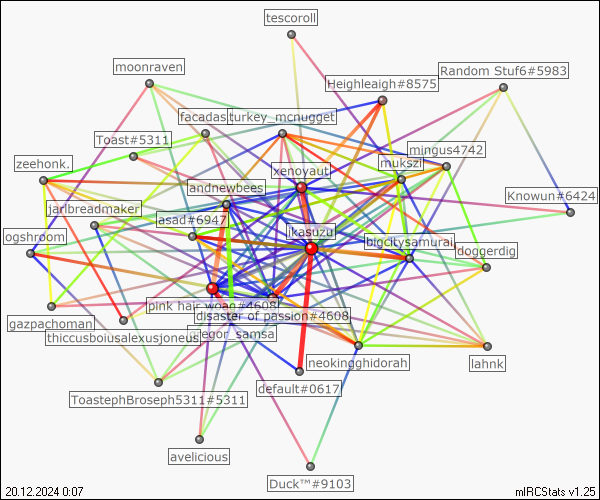 tescoroll
moonraven
Random Stuf6#5983
Heighleigh#8575
facadas
turkey_mcnugget
Toast#5311
mingus4742
zeehonk.
mukszi
xenoyaut
andnewbees
Knowun#6424
jarlbreadmaker
asad#6947
ikasuzu
ogshroom
bigcitysamurai
doggerdig
pink hair woag#4608
gazpachoman
disaster of passion#4608
thiccusboiusalexusjoneus
egor_samsa
neokingghidorah
lahnk
default#0617
ToastephBroseph5311#5311
avelicious
Duck™#9103
20.12.2024 0:07
mIRCStats v1.25